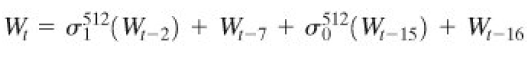 W_t = σ_1^{512}(W_{t−2}) + W_{t−7} + σ_0^{512}(W_{t−15}) + W_{t−16}